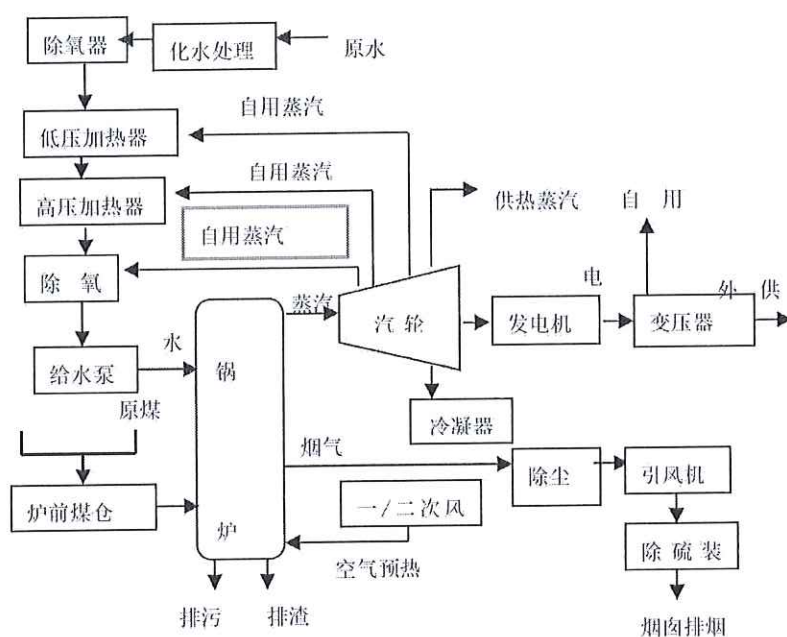 除氧器
化水处理
原水
自用蒸汽
低压加热器
自用蒸汽
高压加热器
供热蒸汽
自 用
自用蒸汽
除 氧
蒸汽
汽 轮
电
发电机
变压器
外 供
水
给水泵
锅
原煤
冷凝器
烟气
除尘
引风机
炉前煤仓
一/二次风
炉
空气预热
除 硫 装
排污
排渣
烟囱排烟